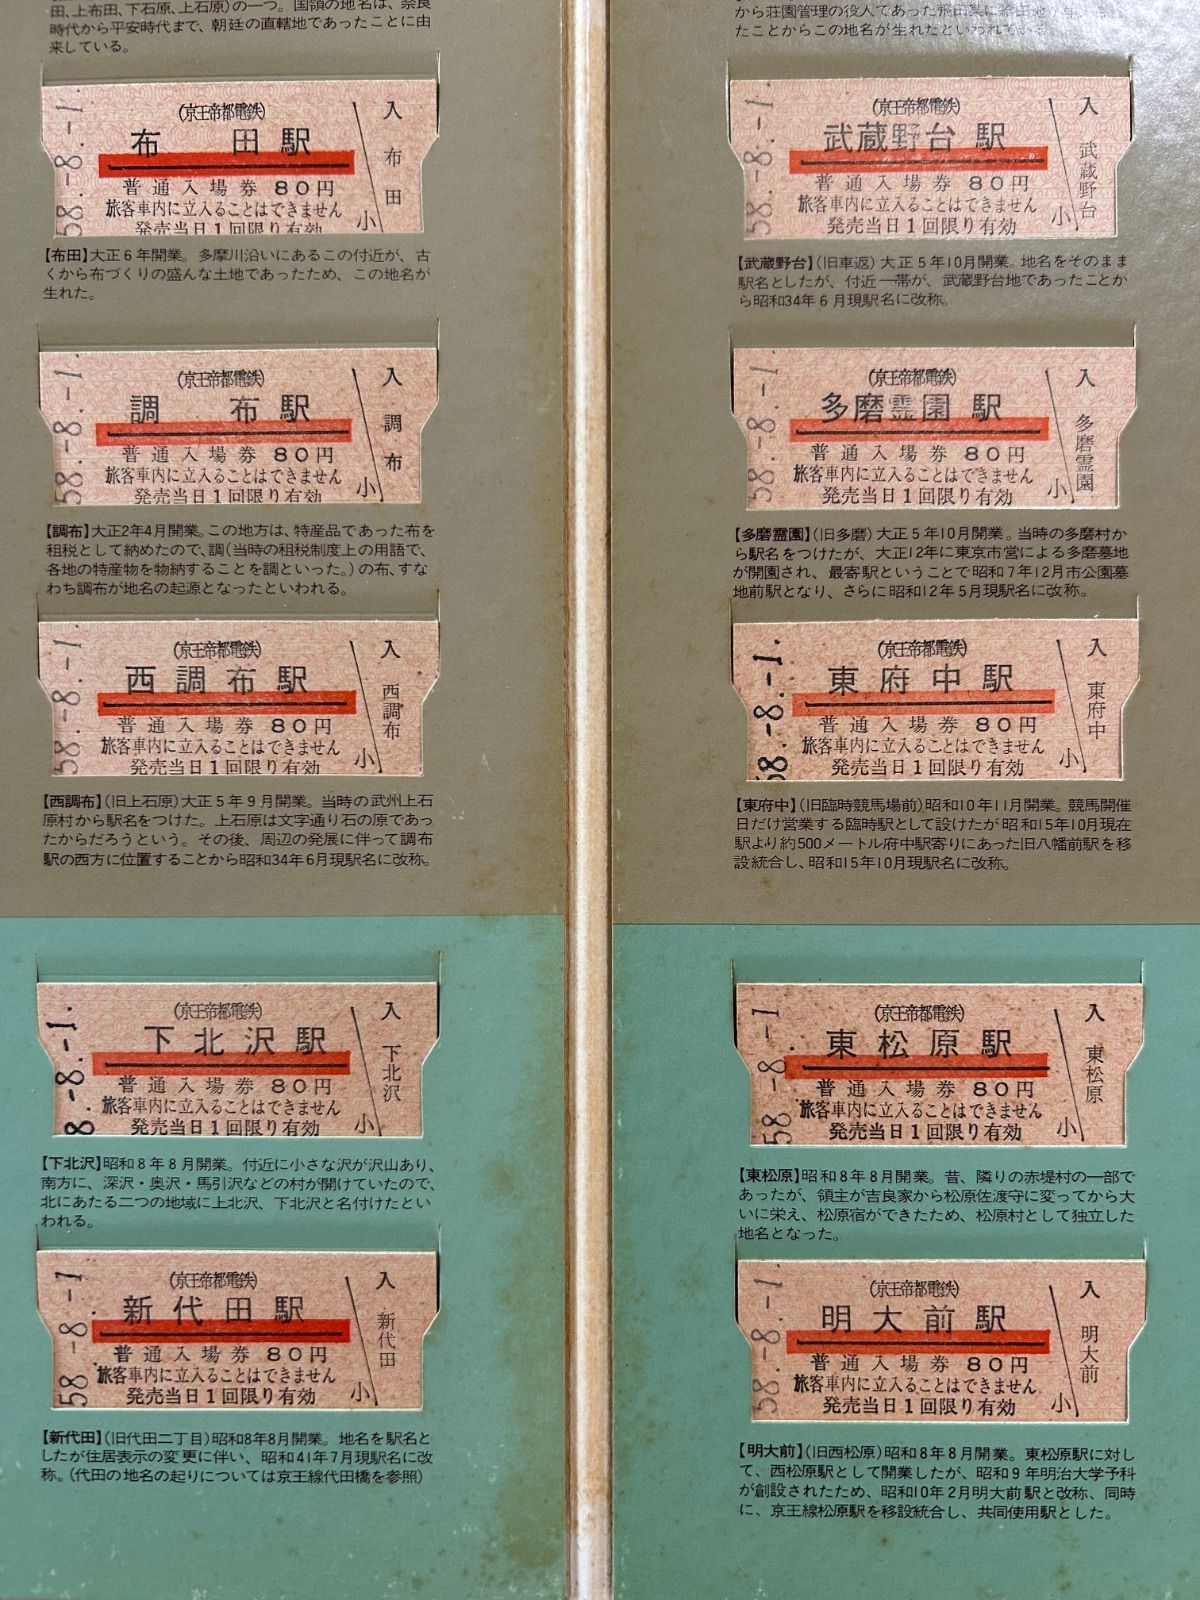 田、上布田、下石原、上石原)の一つ。国領の地名は、奈良
時代から平安時代まで、朝廷の直轄地であったことに由
来している。
(京王帝都電鉄)
布田駅
普通入場券 80円
旅客車内に立入ることはできません
発売当日1回限り有効
58.-8.-1.
入
布田
小
【布田】大正6年開業。多摩川沿いにあるこの付近が、古
くから布づくりの盛んな土地であったため、この地名が
生れた。
(京王帝都電鉄)
調布駅
普通入場券 80円
旅客車内に立入ることはできません
発売当日1回限り有効
58.-8.-1.
入
調布
小
【調布】大正2年4月開業。この地方は、特産品であった布を
租税として納めたので、調(当時の租税制度上の用語で、
各地の特産物を物納することを調といった。)の布、すな
わち調布が地名の起源となったといわれる。
(京王帝都電鉄)
西調布駅
普通入場券 80円
旅客車内に立入ることはできません
発売当日1回限り有効
58.-8.-1.
入
西調布
小
【西調布】(旧上石原)大正5年9月開業。当時の武州上石
原村から駅名をつけた。上石原は文字通り石の原であっ
たからだろうという。その後、周辺の発展に伴って調布
駅の西方に位置することから昭和34年6月現駅名に改称。
(京王帝都電鉄)
下北沢駅
普通入場券 80円
旅客車内に立入ることはできません
発売当日1回限り有効
8.-8.-1.
入
下北沢
小
【下北沢】昭和8年8月開業。付近に小さな沢が沢山あり、
南方に、深沢・奥沢・馬引沢などの村が開けていたので、
北にあたる二つの地域に上北沢、下北沢と名付けたとい
われる。
(京王帝都電鉄)
新代田駅
普通入場券 80円
旅客車内に立入ることはできません
発売当日1回限り有効
58.-8.-1
入
新代田
小
【新代田】(旧代田二丁目)昭和8年8月開業。地名を駅名と
したが住居表示の変更に伴い、昭和41年7月現駅名に改
称。(代田の地名の起りについては京王線代田橋を参照)
から荘園管理の役人であった飛田某に給田地が
たことからこの地名が生れたといわれている。
(京王帝都電鉄)
武蔵野台駅
普通入場券 80円
旅客車内に立入ることはできません
発売当日1回限り有効
58.-8.-1.
入
武蔵野台
小
【武蔵野台】(旧車返)大正5年10月開業。地名をそのまま
駅名としたが、付近一帯が、武蔵野台地であったことか
ら昭和34年6月現駅名に改称。
(京王帝都電鉄)
多磨霊園駅
普通入場券 80円
旅客車内に立入ることはできません
発売当日1回限り有効
58.-8.-1.
入
多磨霊園
小
【多磨霊園】(旧多磨)大正5年10月開業。当時の多磨村か
ら駅名をつけたが、大正12年に東京市営による多磨墓地
が開園され、最寄駅ということで昭和7年12月市公園墓
地前駅となり、さらに昭和12年5月現駅名に改称。
(京王帝都電鉄)
東府中駅
普通入場券 80円
旅客車内に立入ることはできません
発売当日1回限り有効
58.-8.-1.
入
東府中
小
【東府中】(旧臨時競馬場前)昭和10年11月開業。競馬開催
日だけ営業する臨時駅として設けたが昭和15年10月現在
駅より約500メートル府中駅寄りにあった旧八幡前駅を移
設統合し、昭和15年10月現駅名に改称。
(京王帝都電鉄)
東松原駅
普通入場券 80円
旅客車内に立入ることはできません
発売当日1回限り有効
58.-8.-1
入
東松原
小
【東松原】昭和8年8月開業。昔、隣りの赤堤村の一部で
あったが、領主が吉良家から松原佐渡守に変ってから大
いに栄え、松原宿ができたため、松原村として独立した
地名となった。
(京王帝都電鉄)
明大前駅
普通入場券 80円
旅客車内に立入ることはできません
発売当日1回限り有効
58.-8.-1.
入
明大前
小
【明大前】(旧西松原)昭和8年8月開業。東松原駅に対し
て、西松原駅として開業したが、昭和9年明治大学予科
が創設されたため、昭和10年2月明大前駅と改称、同時
に、京王線松原駅を移設統合し、共同使用駅とした。